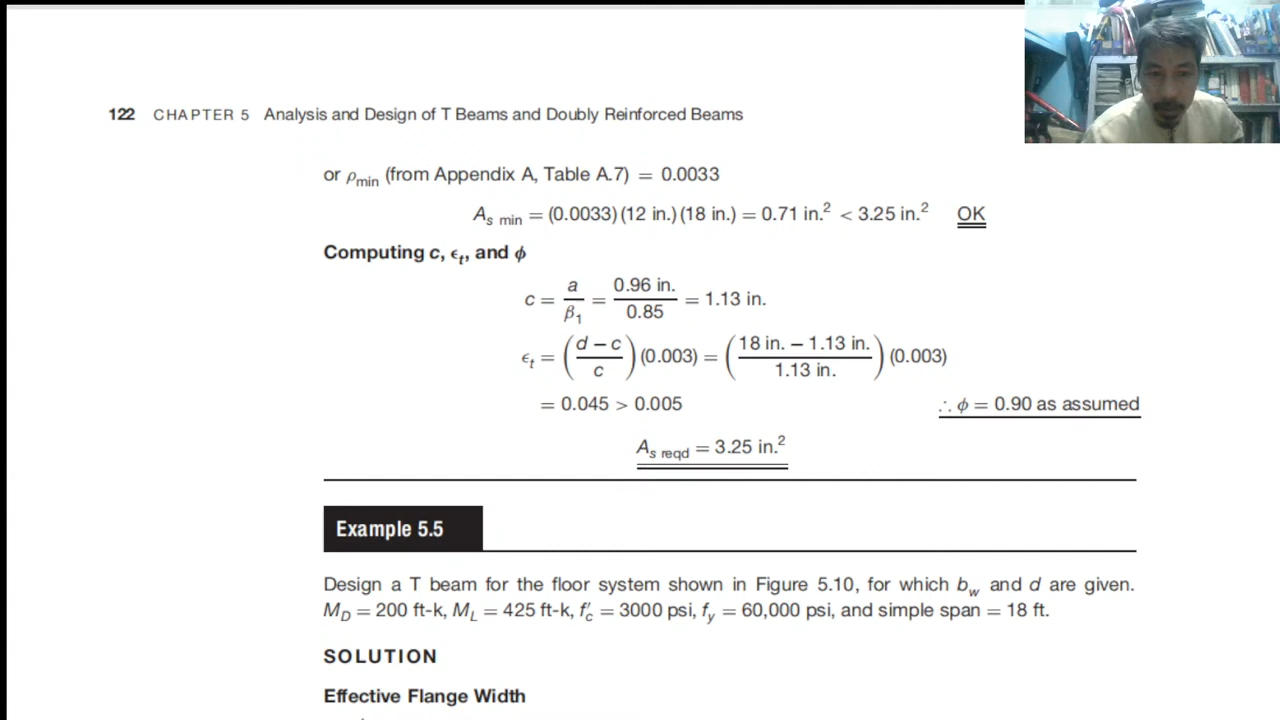 122 CHAPTER 5 Analysis and Design of T Beams and Doubly Reinforced Beams
or ρmin (from Appendix A, Table A.7) = 0.0033
As min = (0.0033)(12 in.)(18 in.) = 0.71 in.² < 3.25 in.² OK
Computing c, ϵt, and ϕ
c = a/β1 = 0.96 in./0.85 = 1.13 in.
ϵt = ((d − c)/c)(0.003) = ((18 in. − 1.13 in.)/1.13 in.)(0.003)
= 0.045 > 0.005 ∴ ϕ = 0.90 as assumed
As reqd = 3.25 in.²
Example 5.5
Design a T beam for the floor system shown in Figure 5.10, for which bw and d are given.
MD = 200 ft-k, ML = 425 ft-k, f′c = 3000 psi, fy = 60,000 psi, and simple span = 18 ft.
SOLUTION
Effective Flange Width